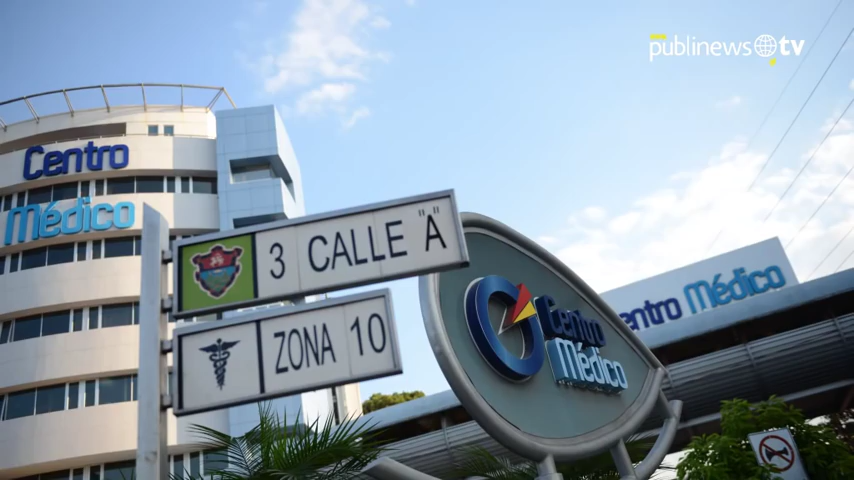 publinews tv
Centro
Médico
3 CALLE "A"
ZONA 10
Centro
Médico
Centro Médico